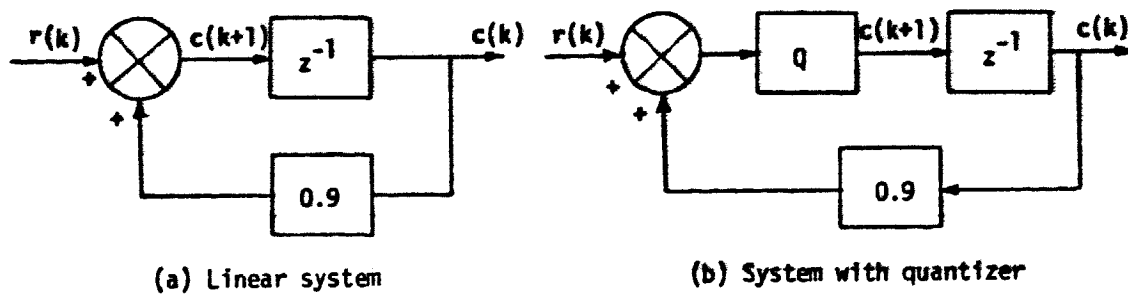 r(k)
+
c(k+1)
z⁻¹
c(k)
+
0.9
(a) Linear system
r(k)
+
Q
c(k+1)
z⁻¹
c(k)
+
0.9
(b) System with quantizer